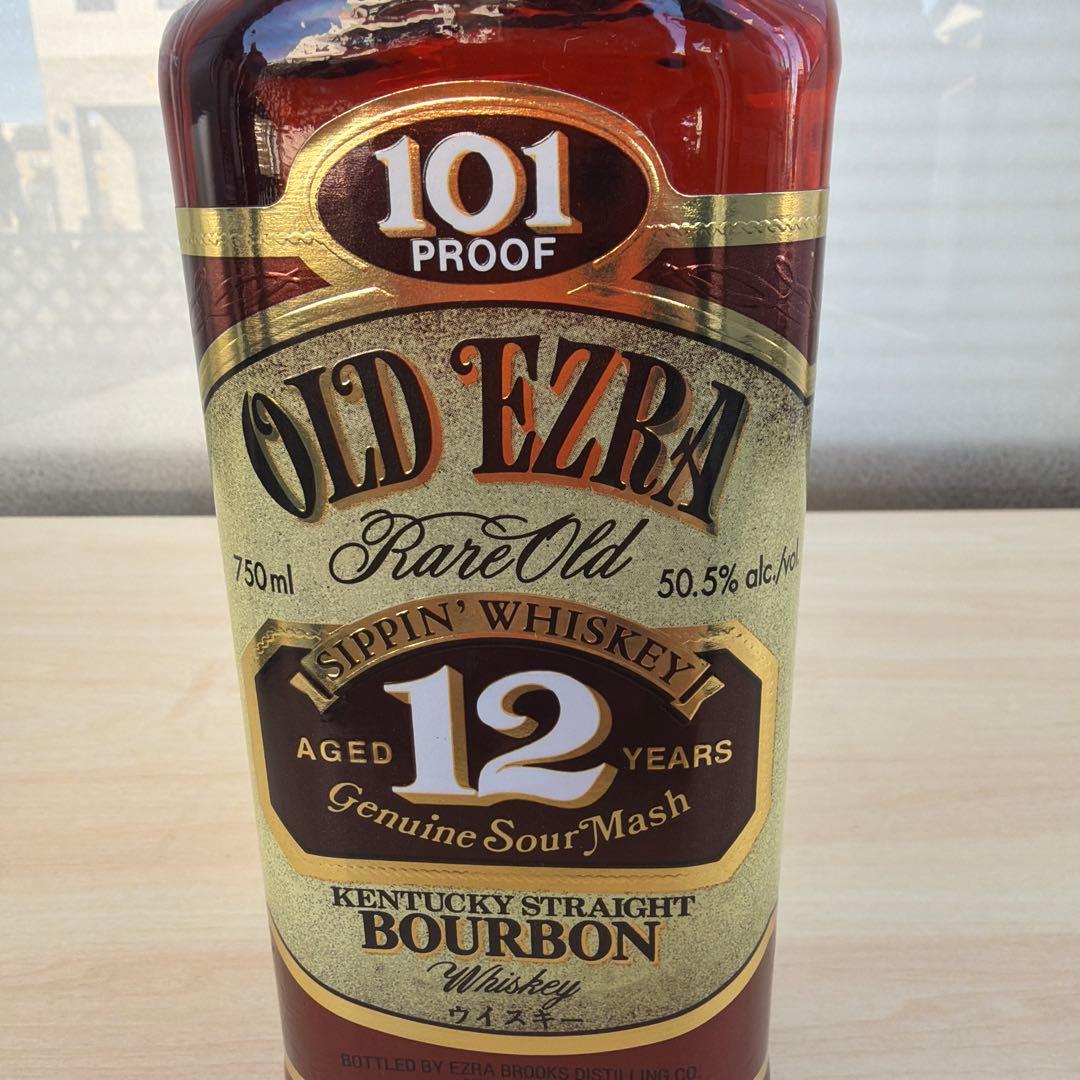 101
PROOF
OLD EZRA
Rare Old
750ml
50.5% alc./vol.
SIPPIN' WHISKEY
AGED 12 YEARS
Genuine Sour Mash
KENTUCKY STRAIGHT
BOURBON
Whiskey
ウイスキー
BOTTLED BY EZRA BROOKS DISTILLING CO.